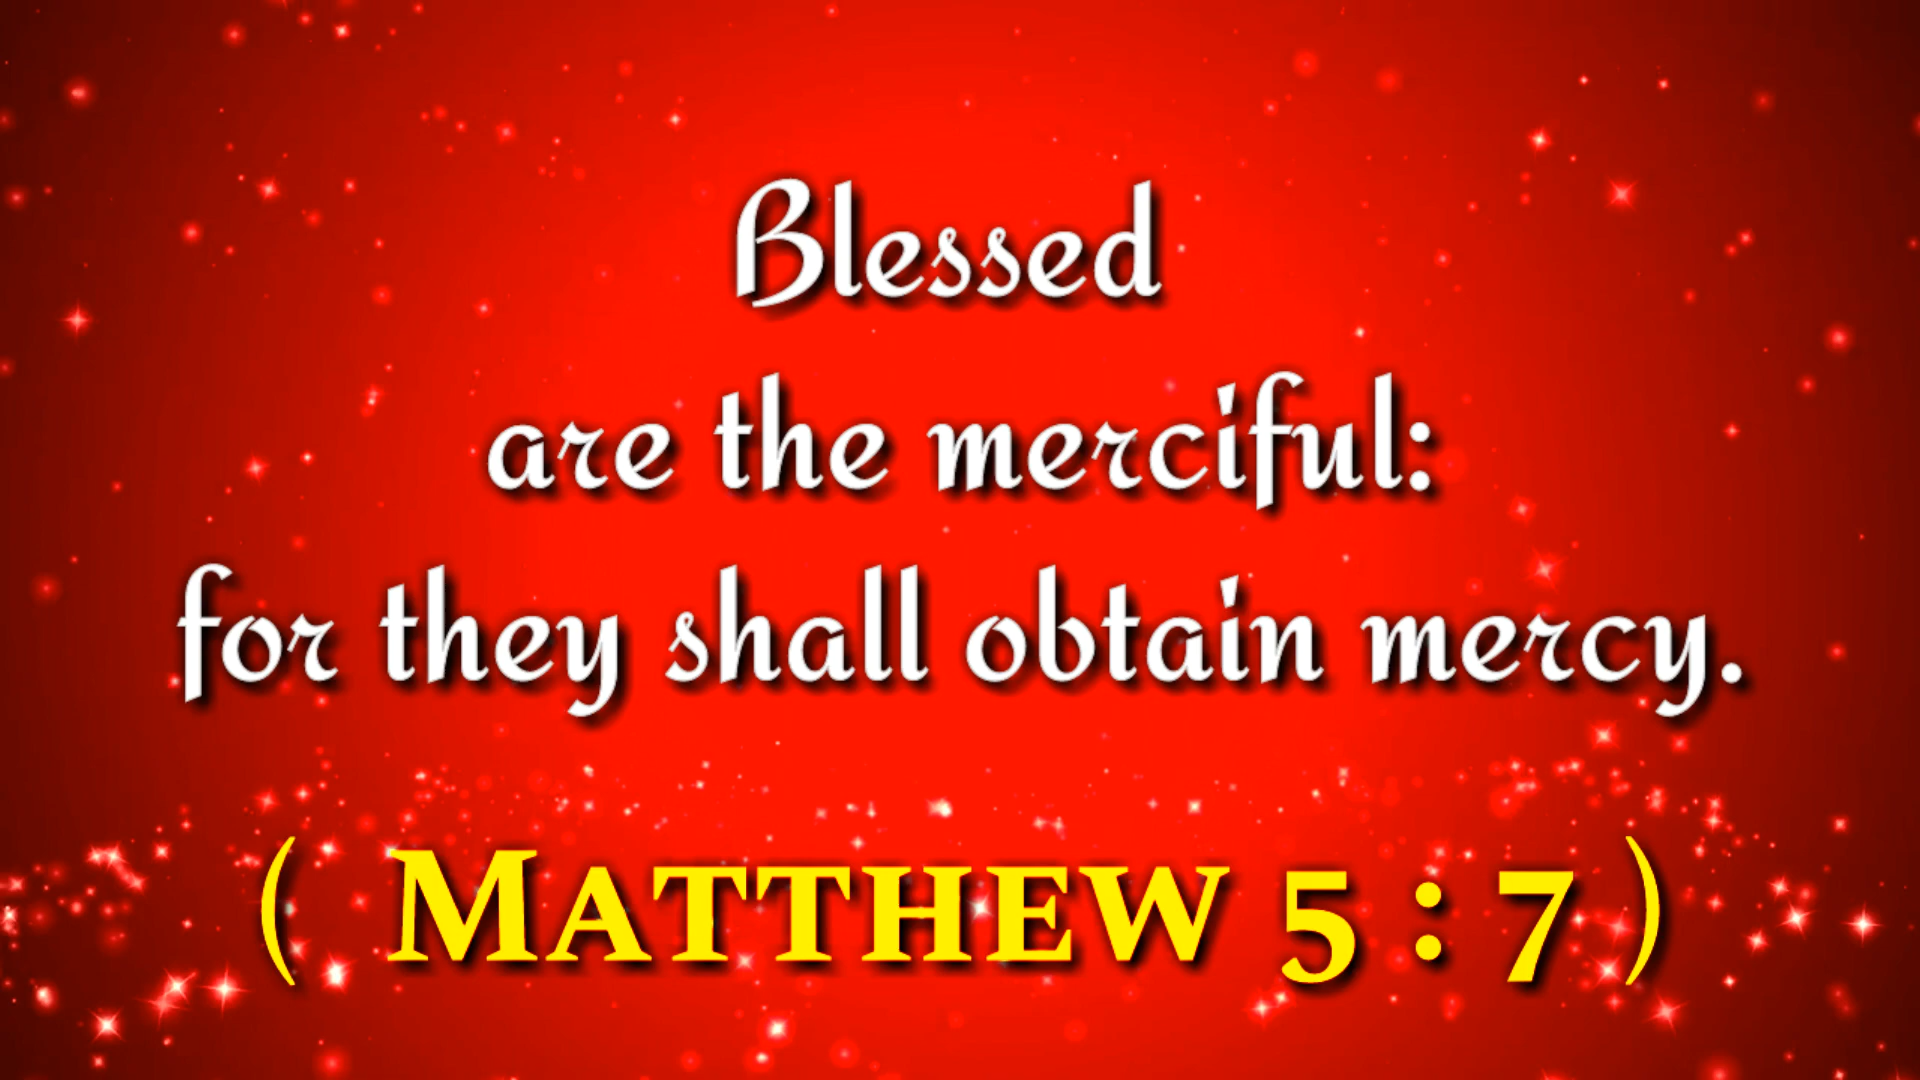 Blessed
are the merciful:
for they shall obtain mercy.
( MATTHEW 5 : 7 )